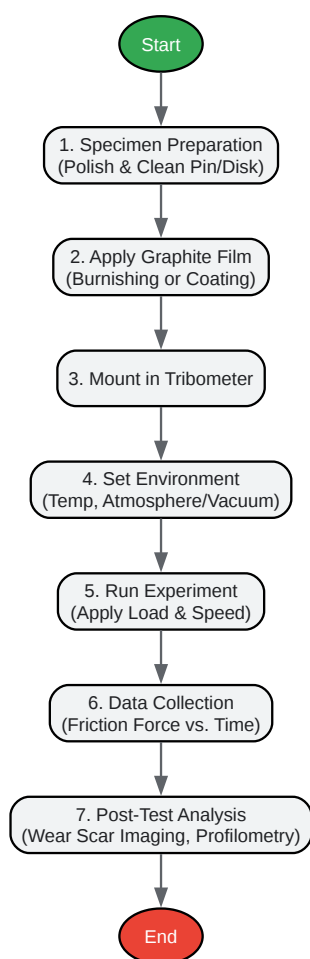 Start
1. Specimen Preparation
(Polish & Clean Pin/Disk)
2. Apply Graphite Film
(Burnishing or Coating)
3. Mount in Tribometer
4. Set Environment
(Temp, Atmosphere/Vacuum)
5. Run Experiment
(Apply Load & Speed)
6. Data Collection
(Friction Force vs. Time)
7. Post-Test Analysis
(Wear Scar Imaging, Profilometry)
End